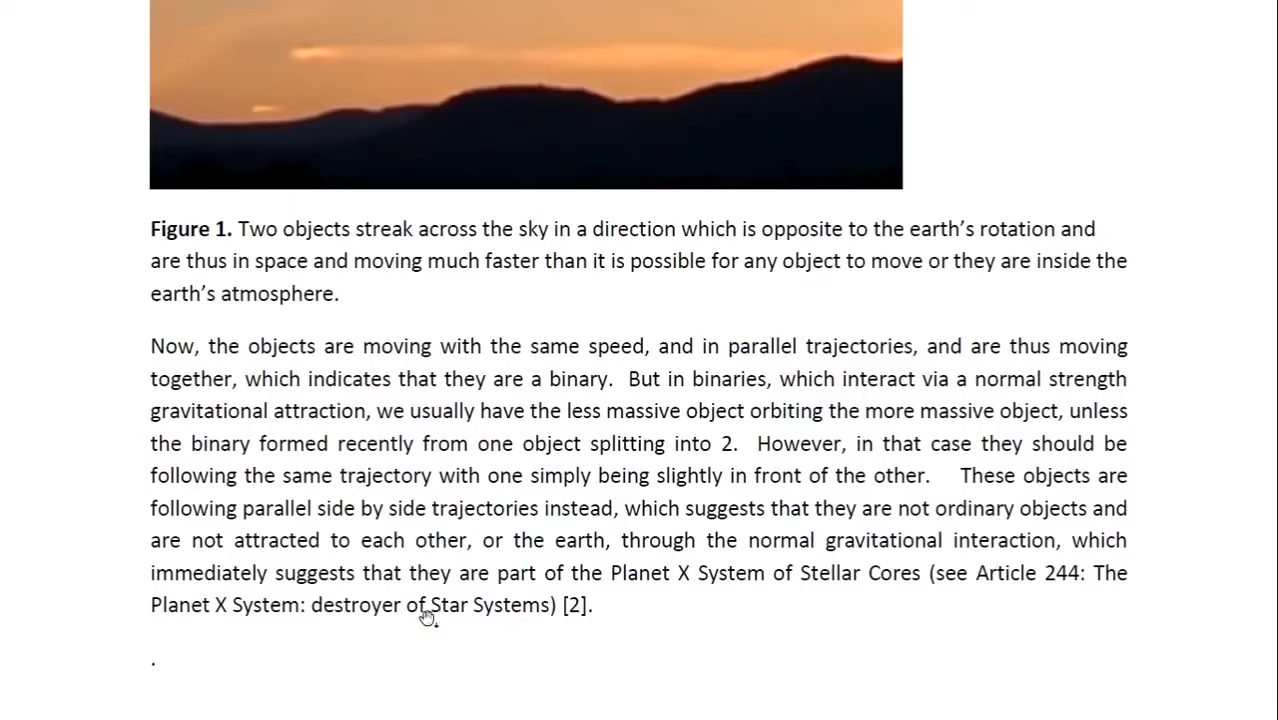 Figure 1. Two objects streak across the sky in a direction which is opposite to the earth's rotation and
are thus in space and moving much faster than it is possible for any object to move or they are inside the
earth's atmosphere.
Now, the objects are moving with the same speed, and in parallel trajectories, and are thus moving
together, which indicates that they are a binary. But in binaries, which interact via a normal strength
gravitational attraction, we usually have the less massive object orbiting the more massive object, unless
the binary formed recently from one object splitting into 2. However, in that case they should be
following the same trajectory with one simply being slightly in front of the other. These objects are
following parallel side by side trajectories instead, which suggests that they are not ordinary objects and
are not attracted to each other, or the earth, through the normal gravitational interaction, which
immediately suggests that they are part of the Planet X System of Stellar Cores (see Article 244: The
Planet X System: destroyer of Star Systems) [2].
.